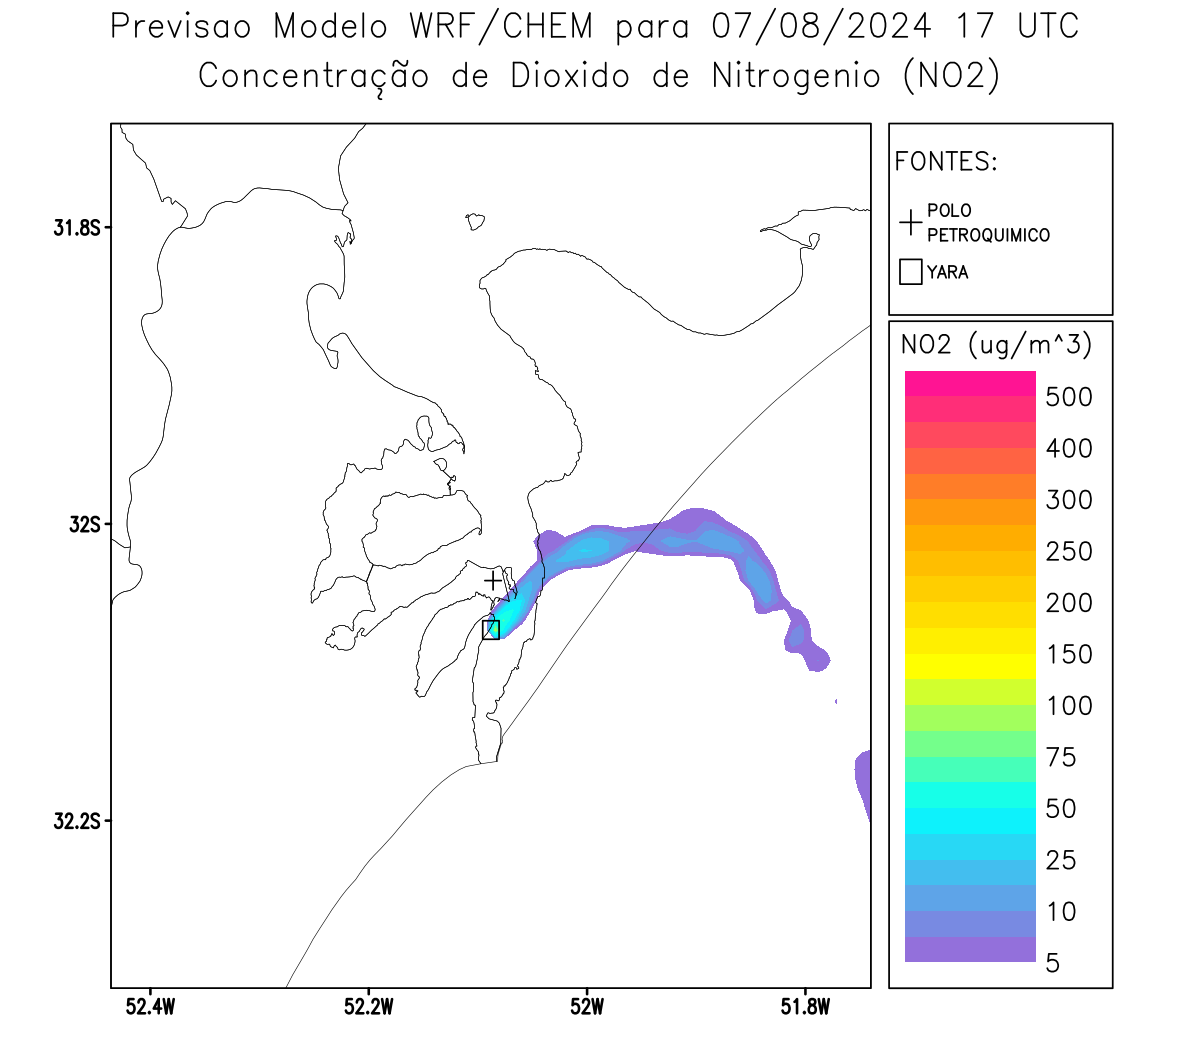 Previsao Modelo WRF/CHEM para 07/08/2024 17 UTC
Concentração de Dioxido de Nitrogenio (NO2)
FONTES:
POLO
PETROQUIMICO
YARA
31.8S
32S
32.2S
52.4W
52.2W
52W
51.8W
NO2 (ug/m^3)
500
400
300
250
200
150
100
75
50
25
10
5